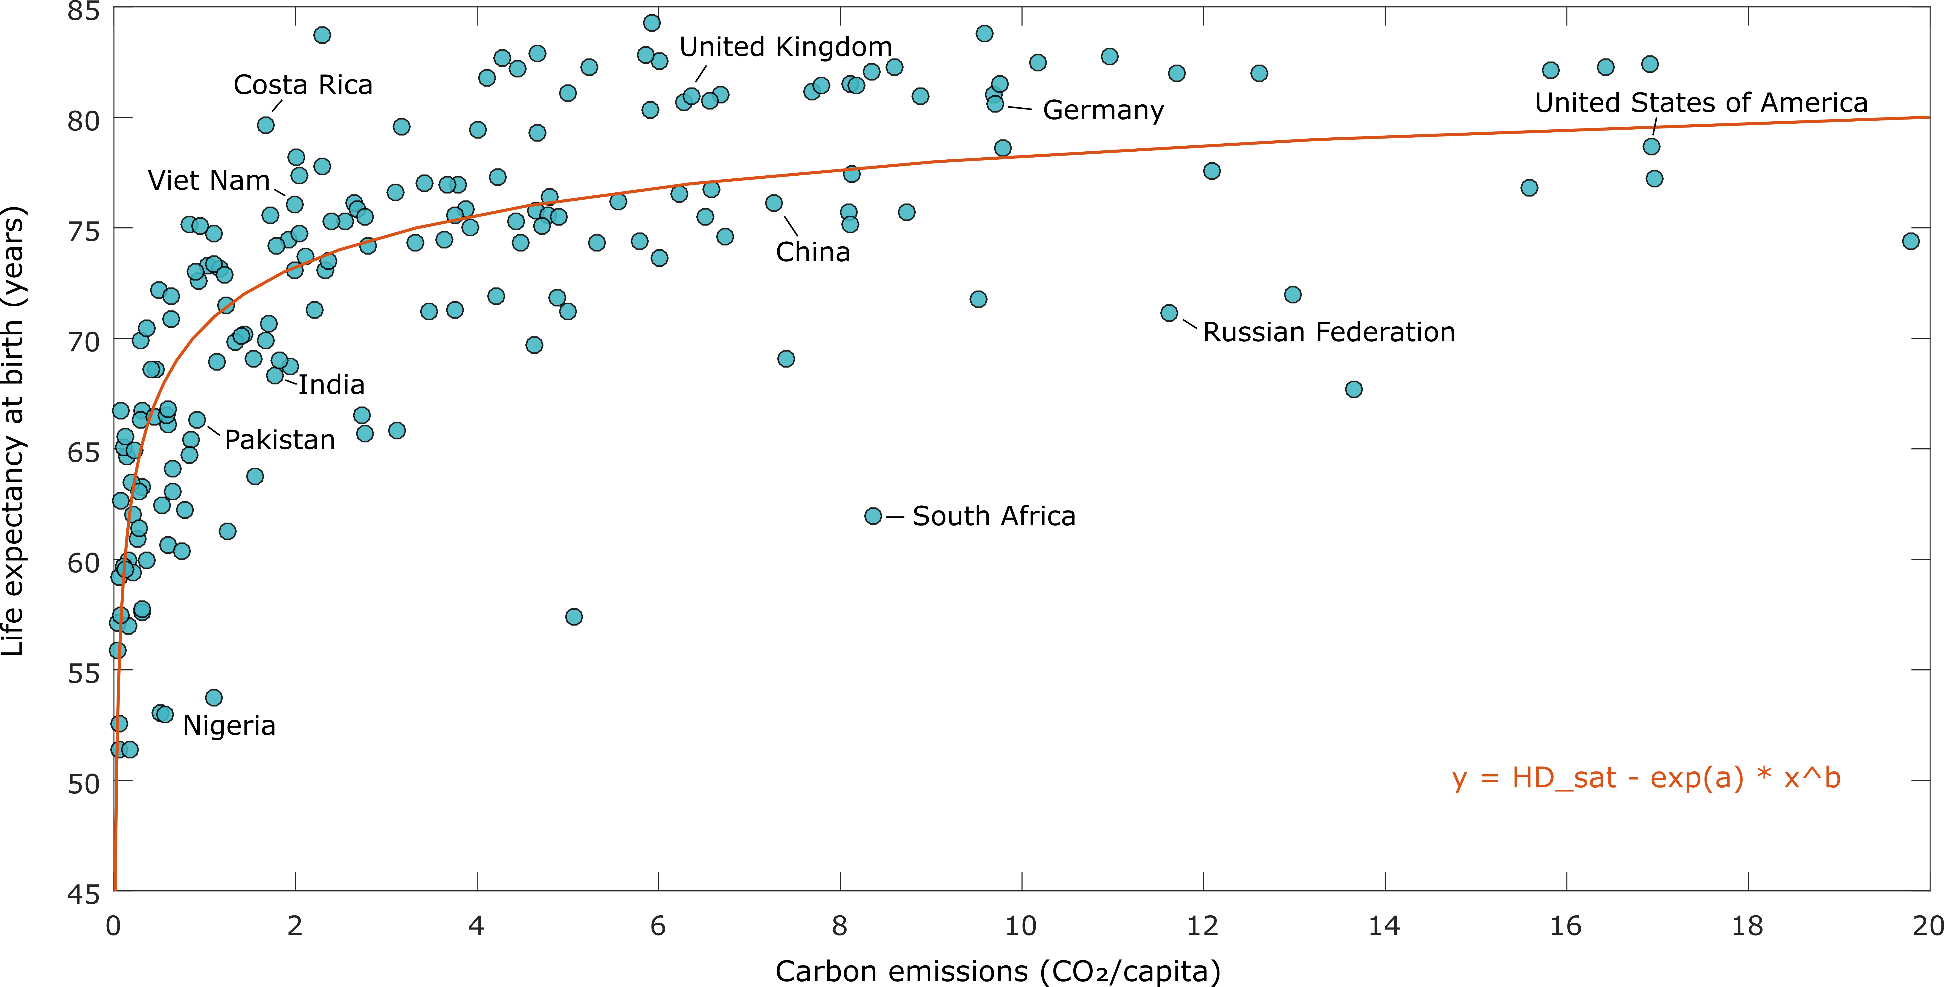 85
80
75
70
65
60
55
50
45
Life expectancy at birth (years)
United Kingdom
Costa Rica
Germany
United States of America
Viet Nam
China
Russian Federation
India
Pakistan
South Africa
Nigeria
y = HD_sat - exp(a) * x^b
0 2 4 6 8 10 12 14 16 18 20
Carbon emissions (CO₂/capita)